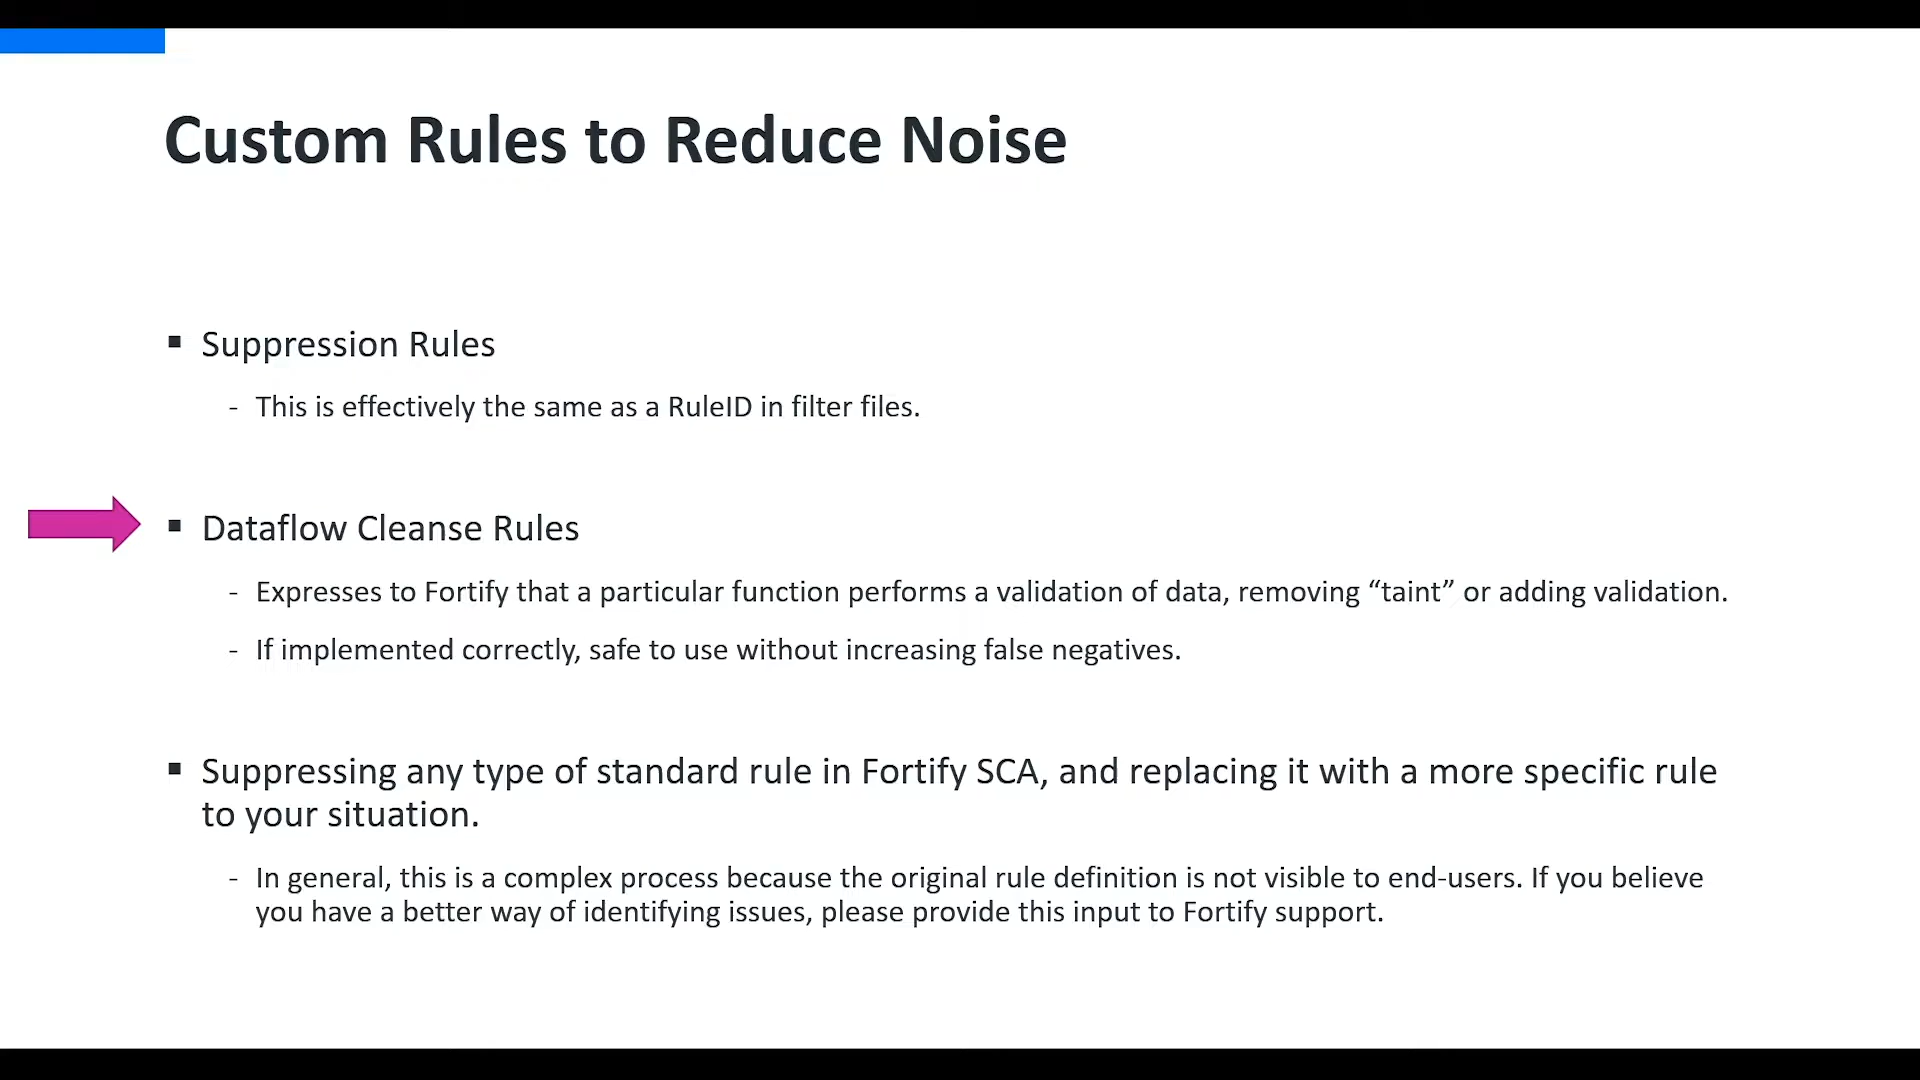 Custom Rules to Reduce Noise
▪ Suppression Rules
- This is effectively the same as a RuleID in filter files.
▪ Dataflow Cleanse Rules
- Expresses to Fortify that a particular function performs a validation of data, removing “taint” or adding validation.
- If implemented correctly, safe to use without increasing false negatives.
▪ Suppressing any type of standard rule in Fortify SCA, and replacing it with a more specific rule
to your situation.
- In general, this is a complex process because the original rule definition is not visible to end-users. If you believe
you have a better way of identifying issues, please provide this input to Fortify support.